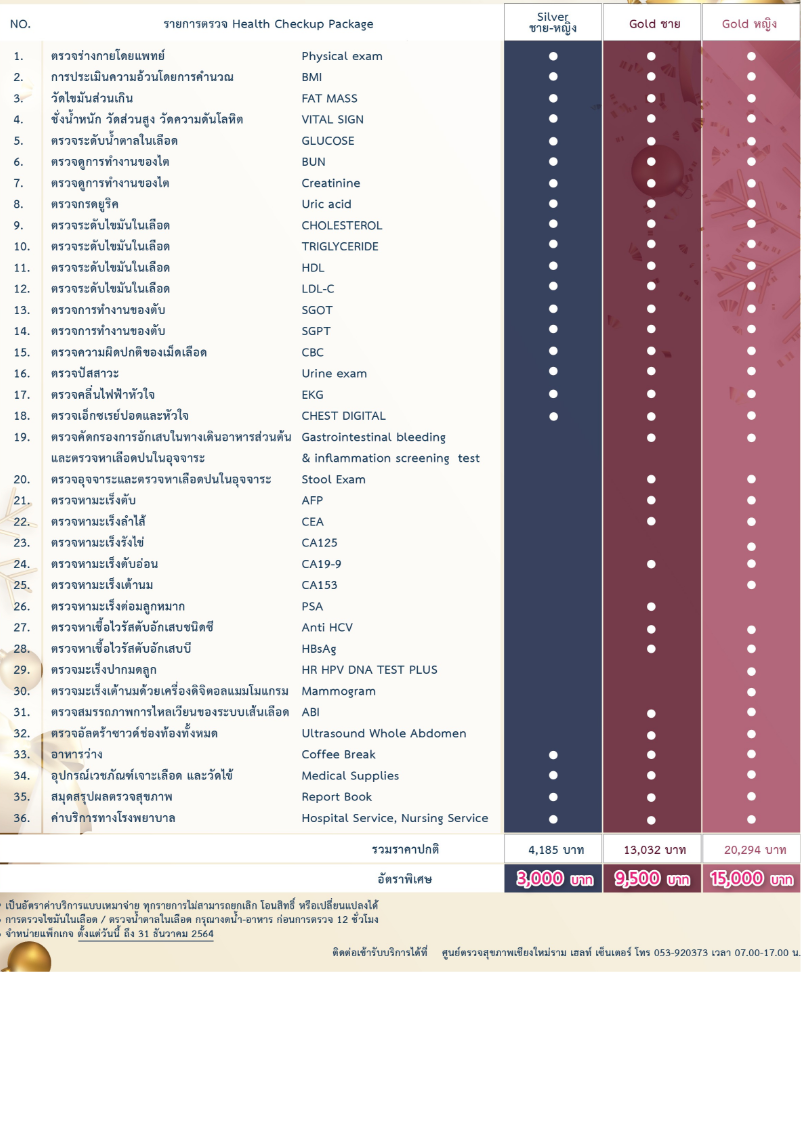 NO. รายการตรวจ Health Checkup Package Silver ชาย-หญิง Gold ชาย Gold หญิง
1. ตรวจร่างกายโดยแพทย์ Physical exam
2. การประเมินความอ้วนโดยการคำนวณ BMI
3. วัดไขมันส่วนเกิน FAT MASS
4. ชั่งน้ำหนัก วัดส่วนสูง วัดความดันโลหิต VITAL SIGN
5. ตรวจระดับน้ำตาลในเลือด GLUCOSE
6. ตรวจดูการทำงานของไต BUN
7. ตรวจดูการทำงานของไต Creatinine
8. ตรวจกรดยูริค Uric acid
9. ตรวจระดับไขมันในเลือด CHOLESTEROL
10. ตรวจระดับไขมันในเลือด TRIGLYCERIDE
11. ตรวจระดับไขมันในเลือด HDL
12. ตรวจระดับไขมันในเลือด LDL-C
13. ตรวจการทำงานของตับ SGOT
14. ตรวจการทำงานของตับ SGPT
15. ตรวจความผิดปกติของเม็ดเลือด CBC
16. ตรวจปัสสาวะ Urine exam
17. ตรวจคลื่นไฟฟ้าหัวใจ EKG
18. ตรวจเอ็กซเรย์ปอดและหัวใจ CHEST DIGITAL
19. ตรวจคัดกรองการอักเสบในทางเดินอาหารส่วนต้น Gastrointestinal bleeding
และตรวจหาเลือดปนในอุจจาระ & inflammation screening test
20. ตรวจอุจจาระและตรวจหาเลือดปนในอุจจาระ Stool Exam
21. ตรวจหามะเร็งตับ AFP
22. ตรวจหามะเร็งลำไส้ CEA
23. ตรวจหามะเร็งรังไข่ CA125
24. ตรวจหามะเร็งตับอ่อน CA19-9
25. ตรวจหามะเร็งเต้านม CA153
26. ตรวจหามะเร็งต่อมลูกหมาก PSA
27. ตรวจหาเชื้อไวรัสตับอักเสบชนิดซี Anti HCV
28. ตรวจหาเชื้อไวรัสตับอักเสบบี HBsAg
29. ตรวจมะเร็งปากมดลูก HR HPV DNA TEST PLUS
30. ตรวจมะเร็งเต้านมด้วยเครื่องดิจิตอลแมมโมแกรม Mammogram
31. ตรวจสมรรถภาพการไหลเวียนของระบบเส้นเลือด ABI
32. ตรวจอัลตร้าซาวด์ช่องท้องทั้งหมด Ultrasound Whole Abdomen
33. อาหารว่าง Coffee Break
34. อุปกรณ์เวชภัณฑ์เจาะเลือด และวัดไข้ Medical Supplies
35. สมุดสรุปผลตรวจสุขภาพ Report Book
36. ค่าบริการทางโรงพยาบาล Hospital Service, Nursing Service
รวมราคาปกติ 4,185 บาท 13,032 บาท 20,294 บาท
อัตราพิเศษ 3,000 บาท 9,500 บาท 15,000 บาท
เป็นอัตราค่าบริการแบบเหมาจ่าย ทุกรายการไม่สามารถยกเลิก โอนสิทธิ์ หรือเปลี่ยนแปลงได้
การตรวจไขมันในเลือด / ตรวจน้ำตาลในเลือด กรุณางดน้ำ-อาหาร ก่อนการตรวจ 12 ชั่วโมง
จำหน่ายแพ็กเกจ ตั้งแต่วันนี้ ถึง 31 ธันวาคม 2564
ติดต่อเข้ารับบริการได้ที่ ศูนย์ตรวจสุขภาพเชียงใหม่ราม เฮลท์ เซ็นเตอร์ โทร 053-920373 เวลา 07.00-17.00 น.